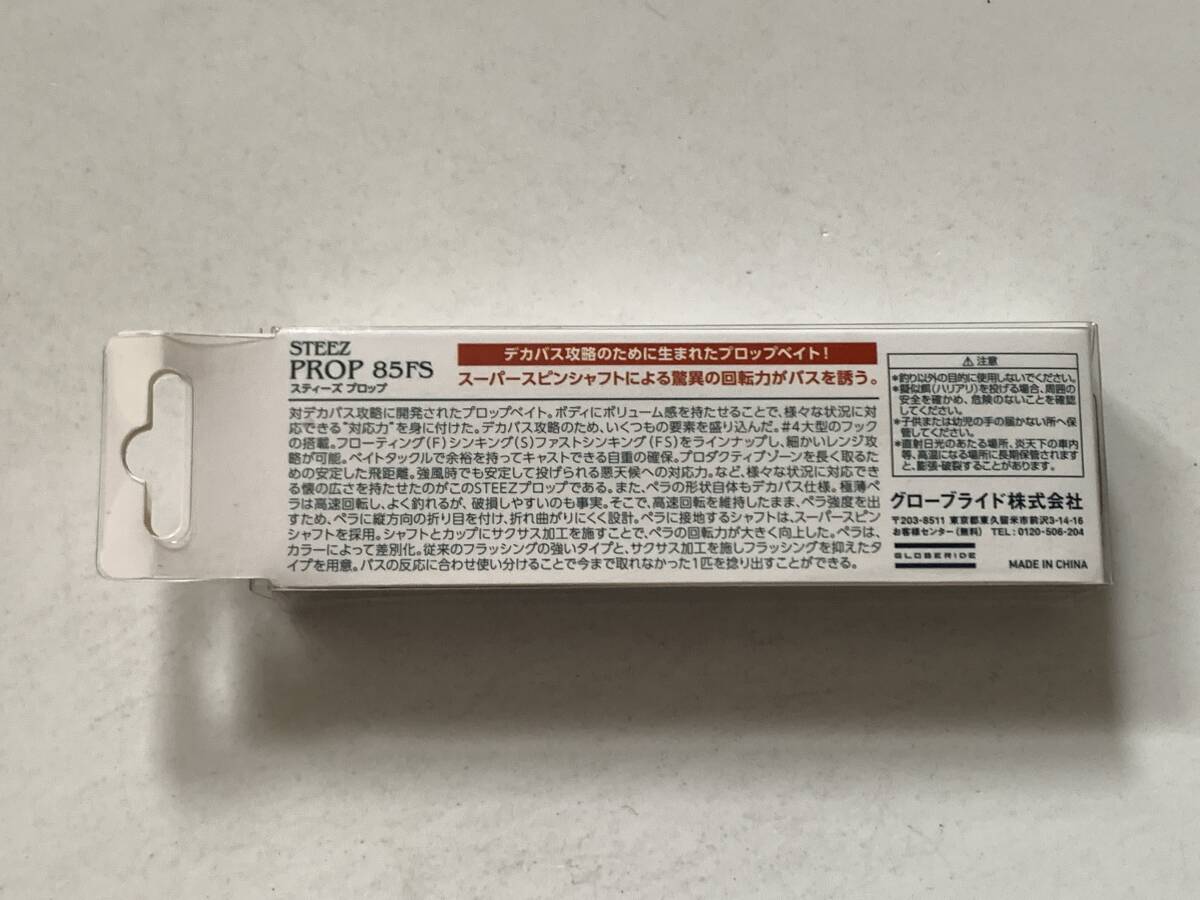 STEEZ
PROP 85FS
スティーズ プロップ
デカバス攻略のために生まれたプロップベイト!
スーパースピンシャフトによる驚異の回転力がバスを誘う。
対デカバス攻略に開発されたプロップベイト。ボディにボリューム感を持たせることで、様々な状況に対
応できる"対応力"を身に付けた。デカバス攻略のため、いくつもの要素を盛り込んだ。#4大型のフック
の搭載。フローティング(F)シンキング(S)ファストシンキング(FS)をラインナップし、細かいレンジ攻
略が可能。ベイトタックルで余裕を持ってキャストできる自重の確保。プロダクティブゾーンを長く取るた
めの安定した飛距離。強風時でも安定して投げられる悪天候への対応力。など、様々な状況に対応でき
る懐の広さを持たせたのがこのSTEEZプロップである。また、ペラの形状自体もデカバス仕様。極薄ペ
ラは高速回転し、よく釣れるが、破損しやすいのも事実。そこで、高速回転を維持したまま、ペラ強度を出
すため、ペラに縦方向の折り目を付け、折れ曲がりにくく設計。ペラに接地するシャフトは、スーパースピン
シャフトを採用。シャフトとカップにサクサス加工を施すことで、ペラの回転力が大きく向上した。ペラは、
カラーによって差別化。従来のフラッシングの強いタイプと、サクサス加工を施しフラッシングを抑えたタ
イプを用意。バスの反応に合わせ使い分けることで今まで取れなかった1匹を捻り出すことができる。
⚠ 注意
*釣り以外の目的に使用しないでください。
*擬似餌(ハリアリ)を投げる場合、周囲の
安全を確かめ、危険のないことを確認
してください。
*子供または幼児の手の届かない所へ保
管してください。
*直射日光のあたる場所、炎天下の車内
等、高温になる場所に長期保管されます
と、膨張・破裂することがあります。
グローブライド株式会社
〒203-8511 東京都東久留米市前沢3-14-16
お客様センター(無料) TEL:0120-506-204
GLOBERIDE
MADE IN CHINA